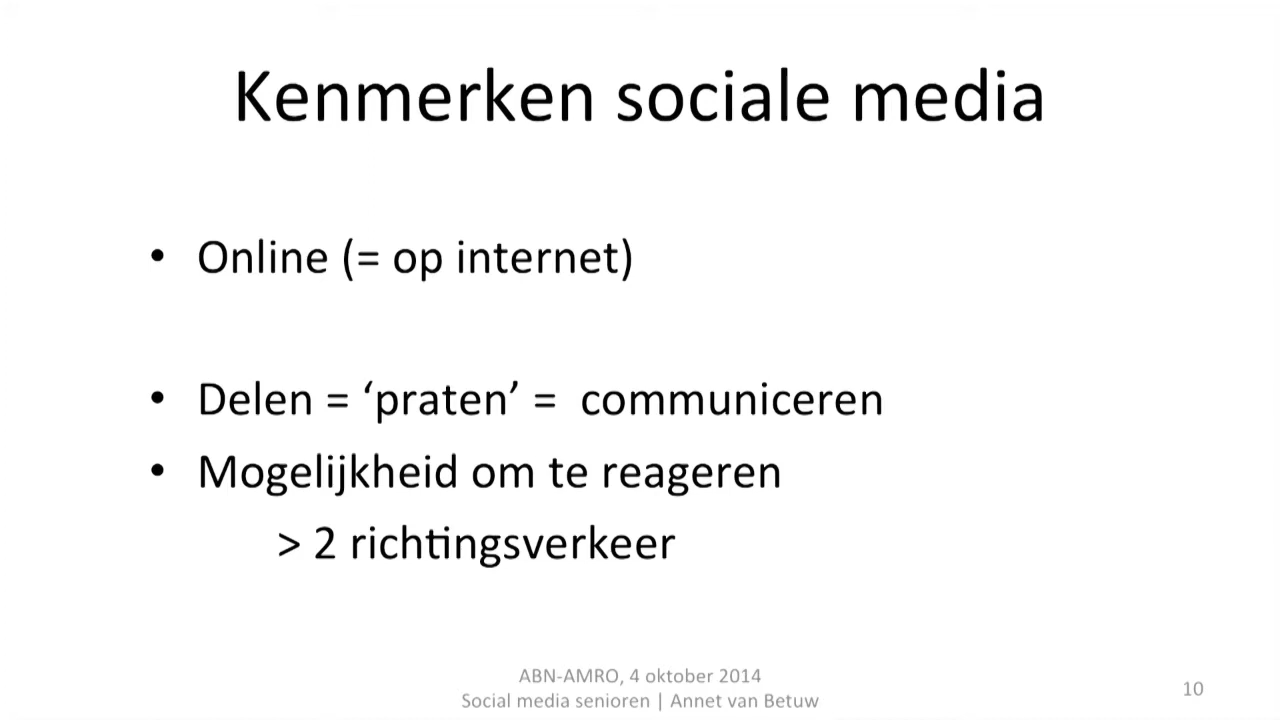 Kenmerken sociale media
• Online (= op internet)
• Delen = ‘praten’ = communiceren
• Mogelijkheid om te reageren
> 2 richtingsverkeer
ABN-AMRO, 4 oktober 2014
Social media senioren | Annet van Betuw
10